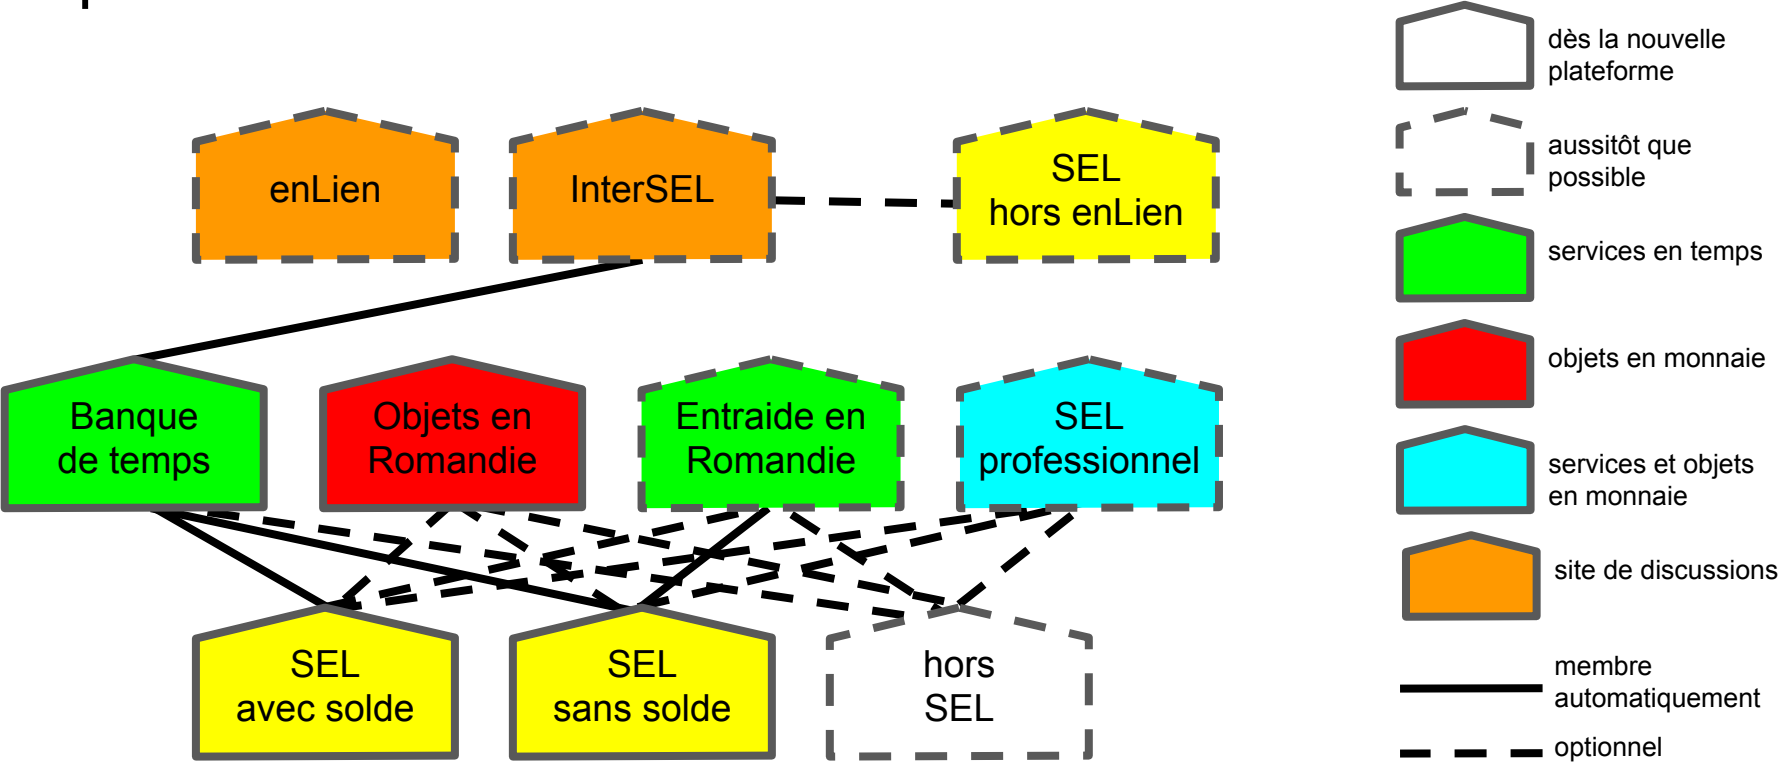 enLien
InterSEL
SEL
hors enLien
Banque
de temps
Objets en
Romandie
Entraide en
Romandie
SEL
professionnel
SEL
avec solde
SEL
sans solde
hors
SEL
dès la nouvelle
plateforme
aussitôt que
possible
services en temps
objets en monnaie
services et objets
en monnaie
site de discussions
membre
automatiquement
optionnel